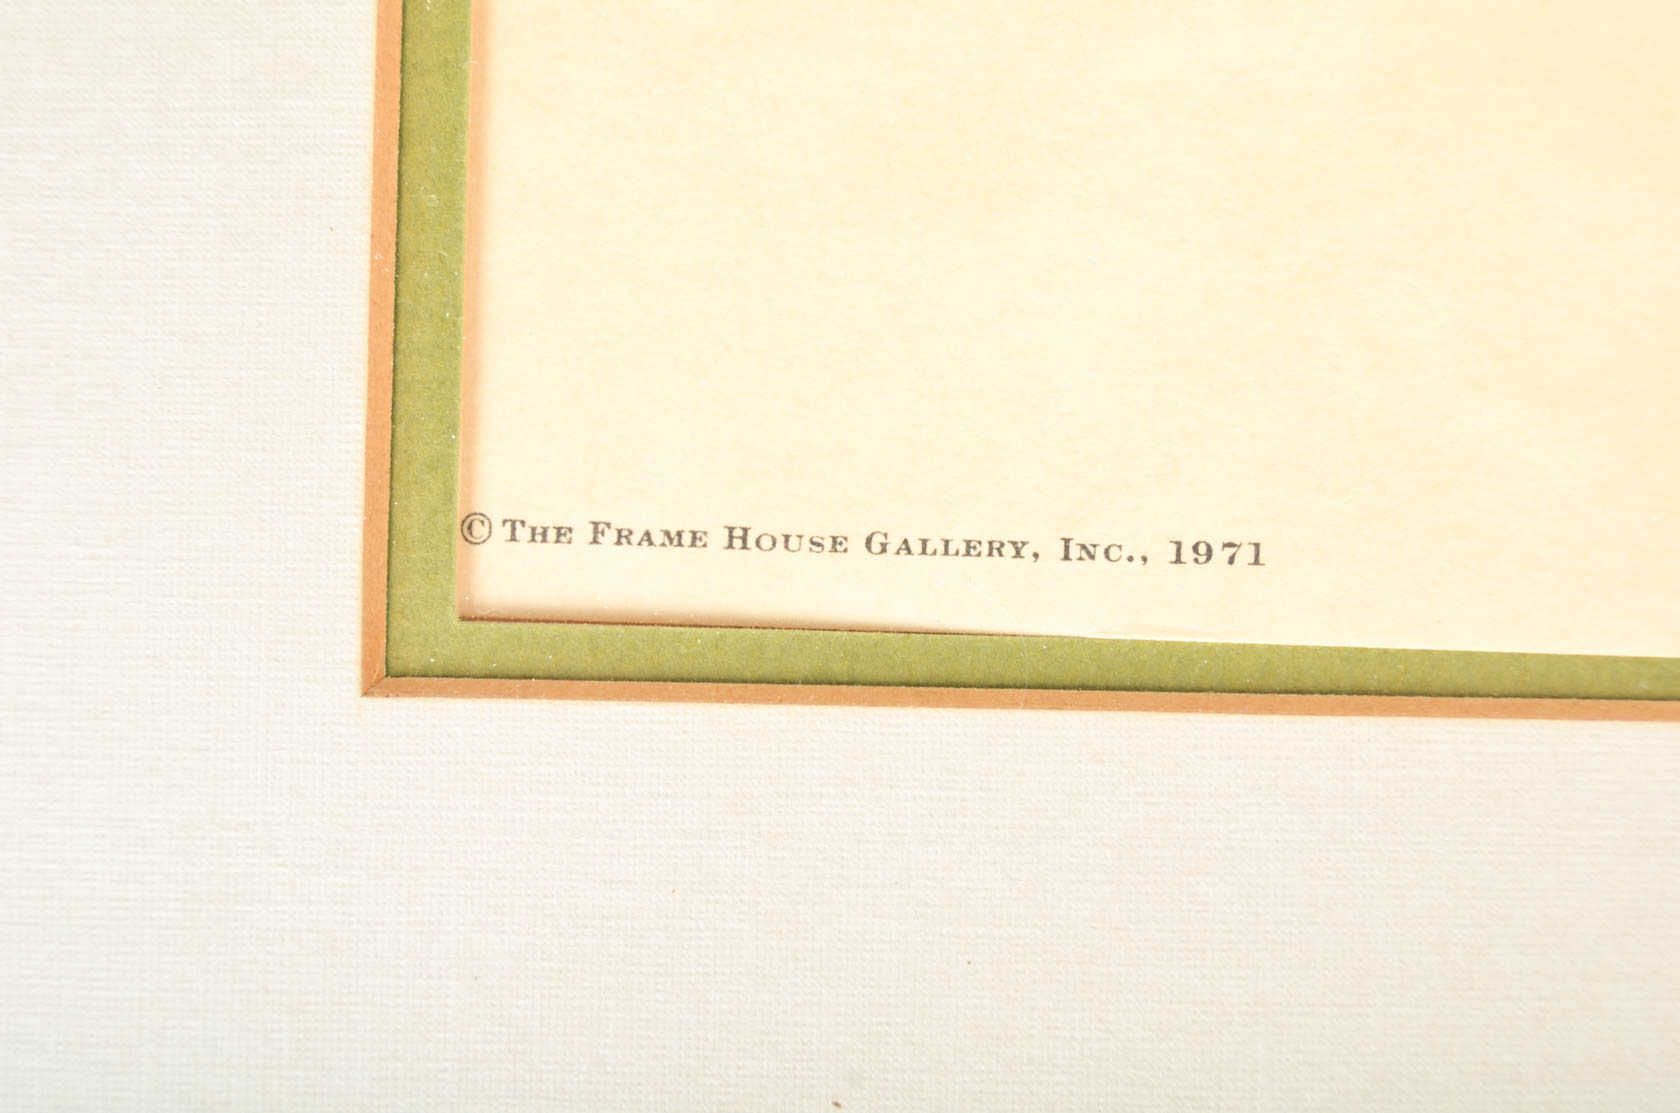 © The Frame House Gallery, Inc., 1971